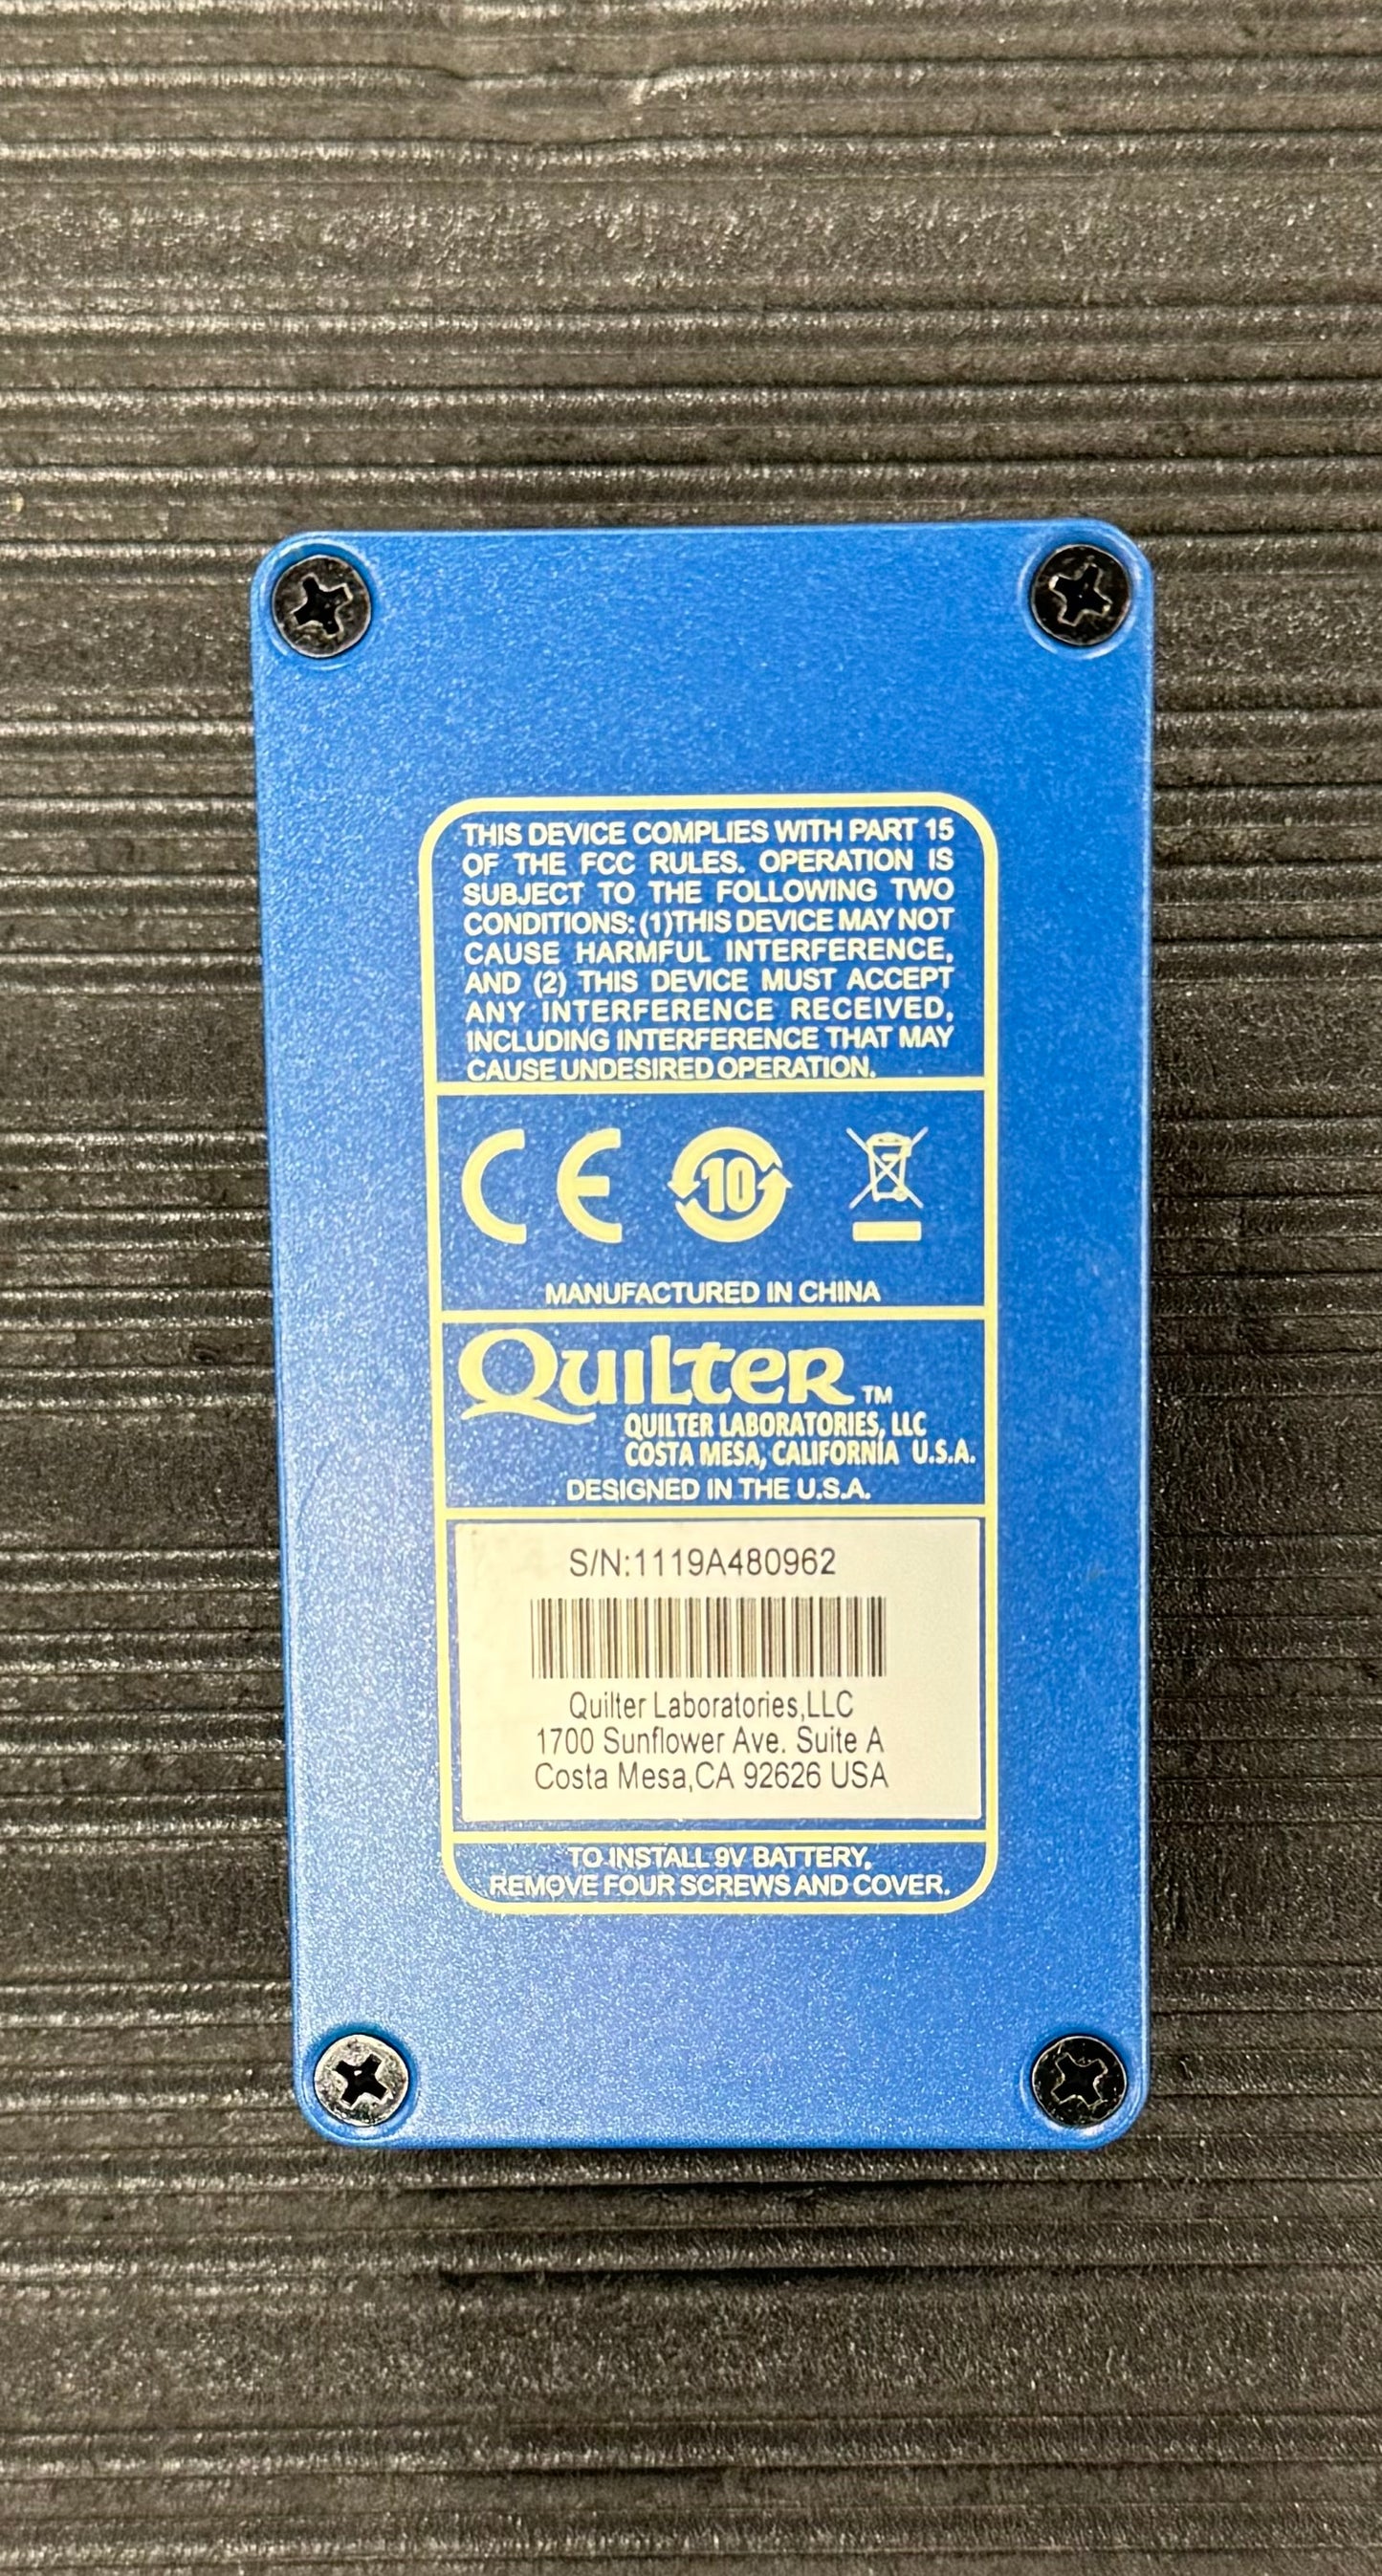 THIS DEVICE COMPLIES WITH PART 15
OF THE FCC RULES. OPERATION IS
SUBJECT TO THE FOLLOWING TWO
CONDITIONS: (1)THIS DEVICE MAY NOT
CAUSE HARMFUL INTERFERENCE,
AND (2) THIS DEVICE MUST ACCEPT
ANY INTERFERENCE RECEIVED,
INCLUDING INTERFERENCE THAT MAY
CAUSE UNDESIRED OPERATION.
CE 10
MANUFACTURED IN CHINA
QUILTER TM
QUILTER LABORATORIES, LLC
COSTA MESA, CALIFORNIA U.S.A.
DESIGNED IN THE U.S.A.
S/N:1119A480962
Quilter Laboratories,LLC
1700 Sunflower Ave. Suite A
Costa Mesa,CA 92626 USA
TO INSTALL 9V BATTERY,
REMOVE FOUR SCREWS AND COVER.